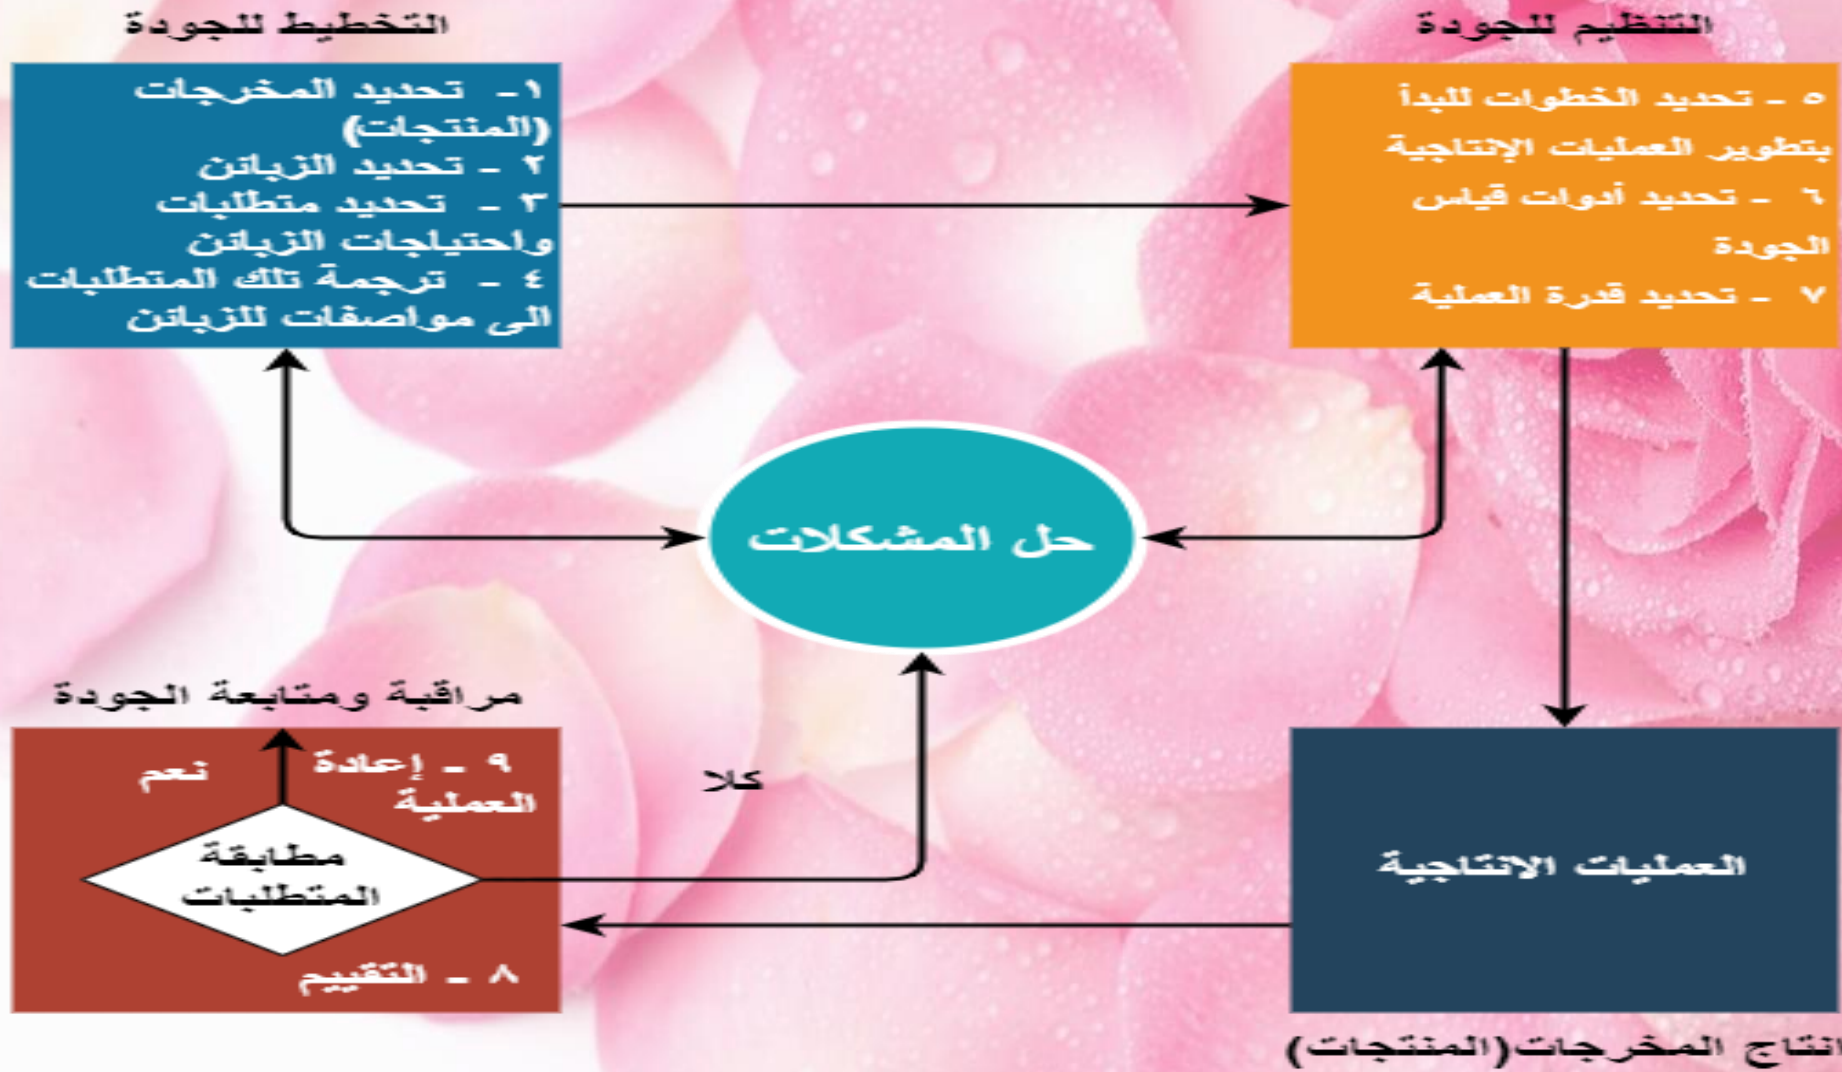 التخطيط للجودة
١- تحديد المخرجات
(المنتجات)
٢ - تحديد الزبائن
٣ - تحديد متطلبات
واحتياجات الزبائن
٤ - ترجمة تلك المتطلبات
الى مواصفات للزبائن
التنظيم للجودة
٥ - تحديد الخطوات للبدأ
بتطوير العمليات الإنتاجية
٦ - تحديد أدوات قياس
الجودة
٧ - تحديد قدرة العملية
حل المشكلات
مراقبة ومتابعة الجودة
٩ - إعادة
العملية
نعم
مطابقة
المتطلبات
٨ - التقييم
كلا
العمليات الانتاجية
انتاج المخرجات(المنتجات)